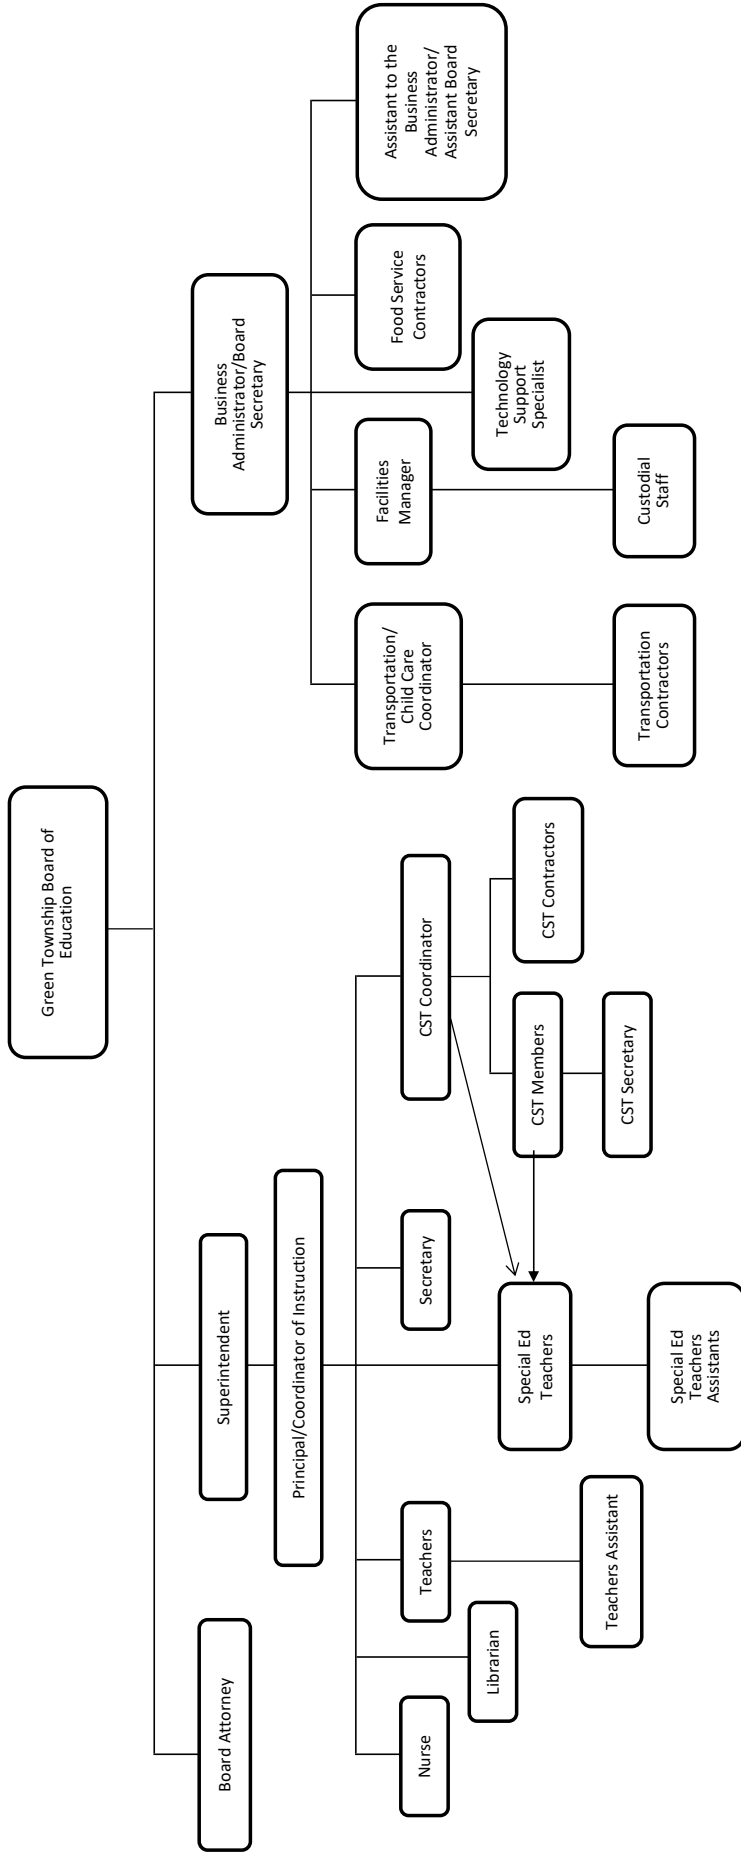 Green Township Board of
Education
Board Attorney
Superintendent
Business
Administrator/Board
Secretary
Principal/Coordinator of Instruction
Nurse
Librarian
Teachers
Teachers Assistant
Secretary
Special Ed
Teachers
Special Ed
Teachers
Assistants
CST Coordinator
CST Members
CST Contractors
CST Secretary
Transportation/
Child Care
Coordinator
Transportation
Contractors
Facilities
Manager
Custodial
Staff
Technology
Support
Specialist
Food Service
Contractors
Assistant to the
Business
Administrator/
Assistant Board
Secretary